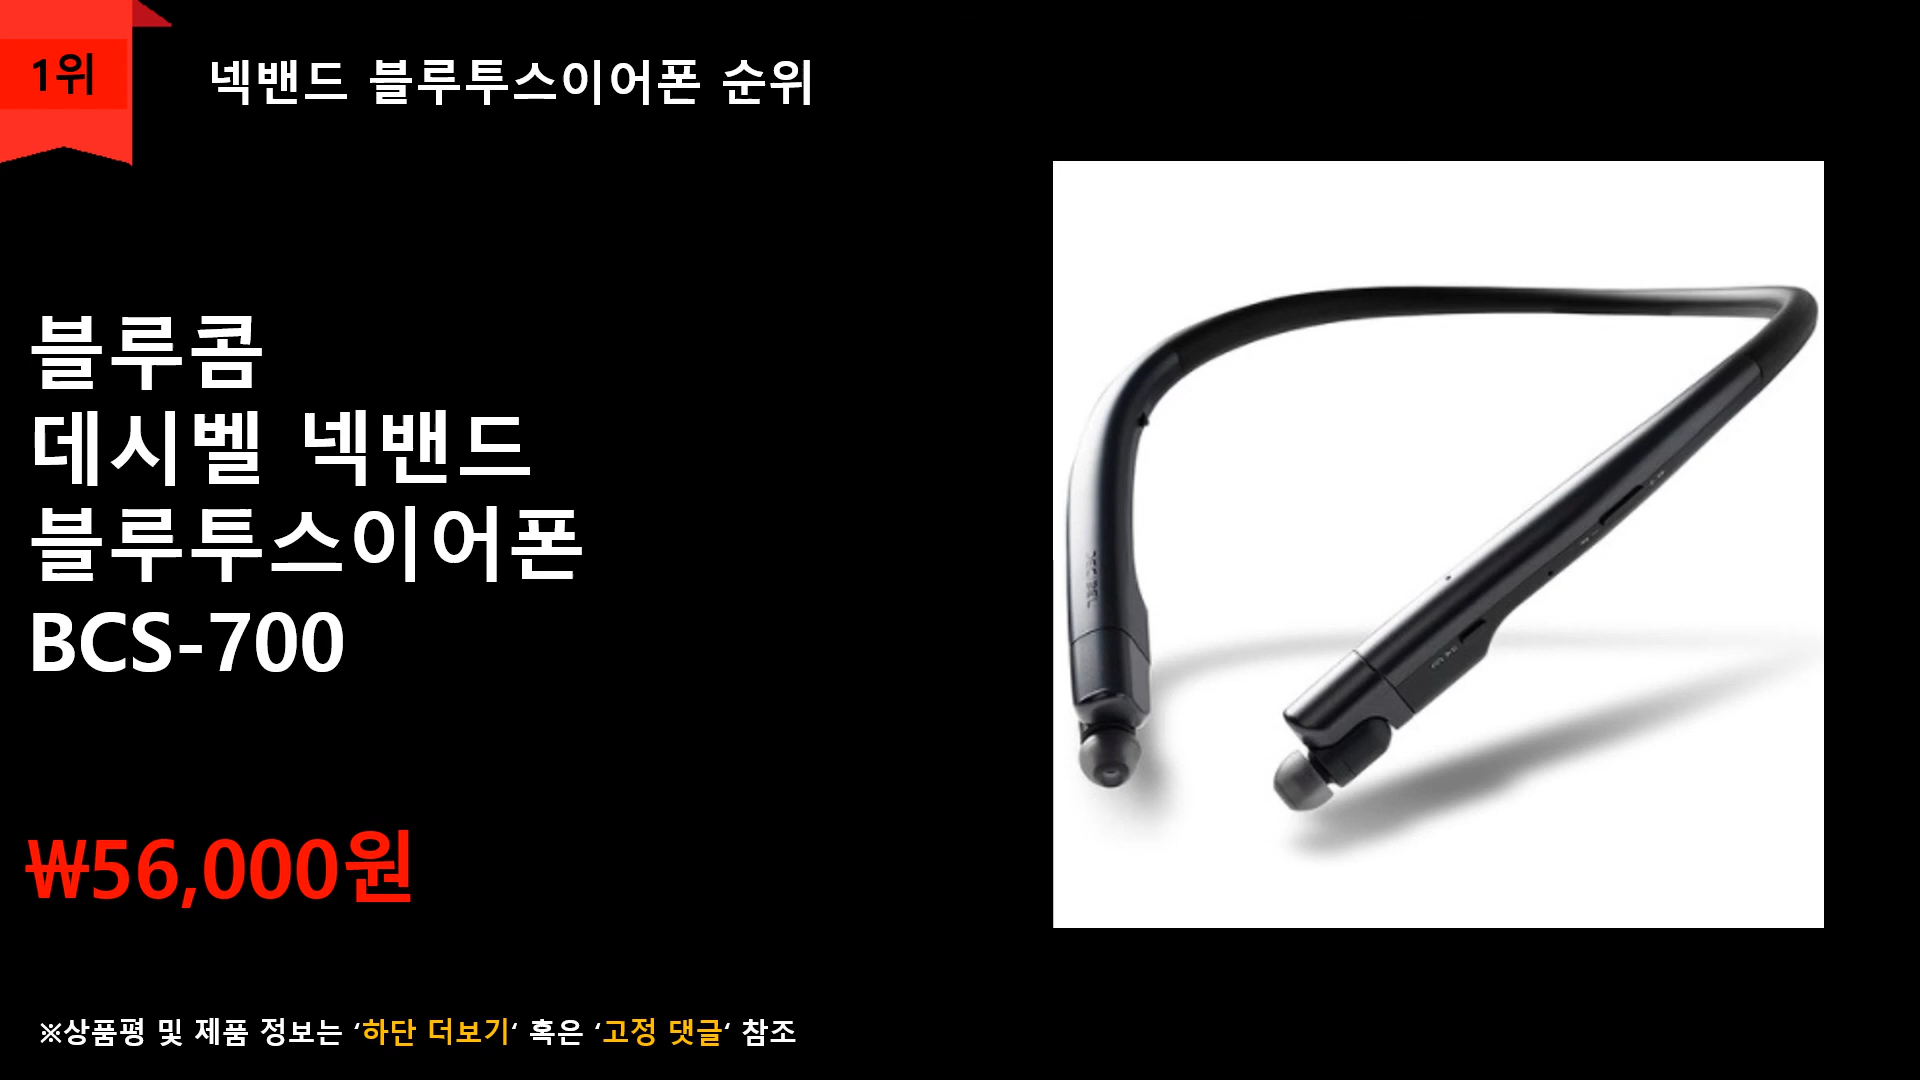 1위
넥밴드 블루투스이어폰 순위
블루콤
데시벨 넥밴드
블루투스이어폰
BCS-700
₩56,000원
※상품평 및 제품 정보는 ‘하단 더보기‘ 혹은 ‘고정 댓글‘ 참조